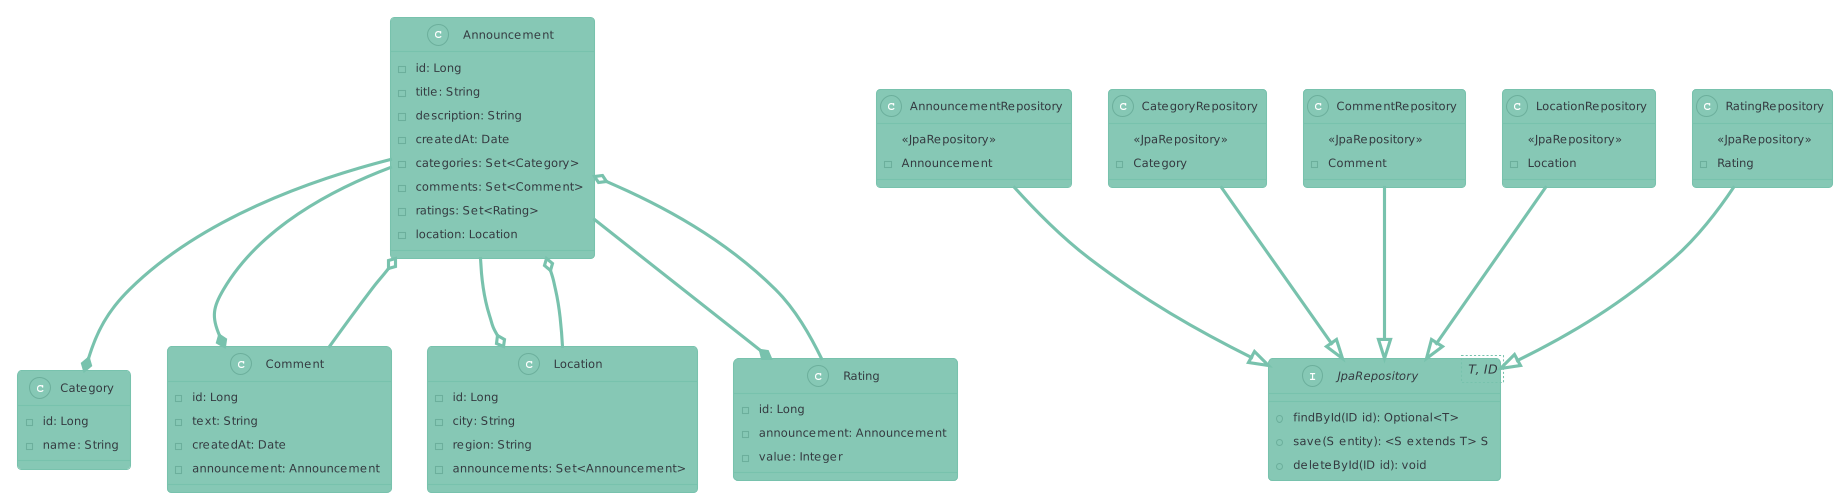 C Announcement
id: Long
title: String
description: String
createdAt: Date
categories: Set<Category>
comments: Set<Comment>
ratings: Set<Rating>
location: Location
C AnnouncementRepository
«JpaRepository»
Announcement
C CategoryRepository
«JpaRepository»
Category
C CommentRepository
«JpaRepository»
Comment
C LocationRepository
«JpaRepository»
Location
C RatingRepository
«JpaRepository»
Rating
C Category
id: Long
name: String
C Comment
id: Long
text: String
createdAt: Date
announcement: Announcement
C Location
id: Long
city: String
region: String
announcements: Set<Announcement>
C Rating
id: Long
announcement: Announcement
value: Integer
I JpaRepository
T, ID
findById(ID id): Optional<T>
save(S entity): <S extends T> S
deleteById(ID id): void